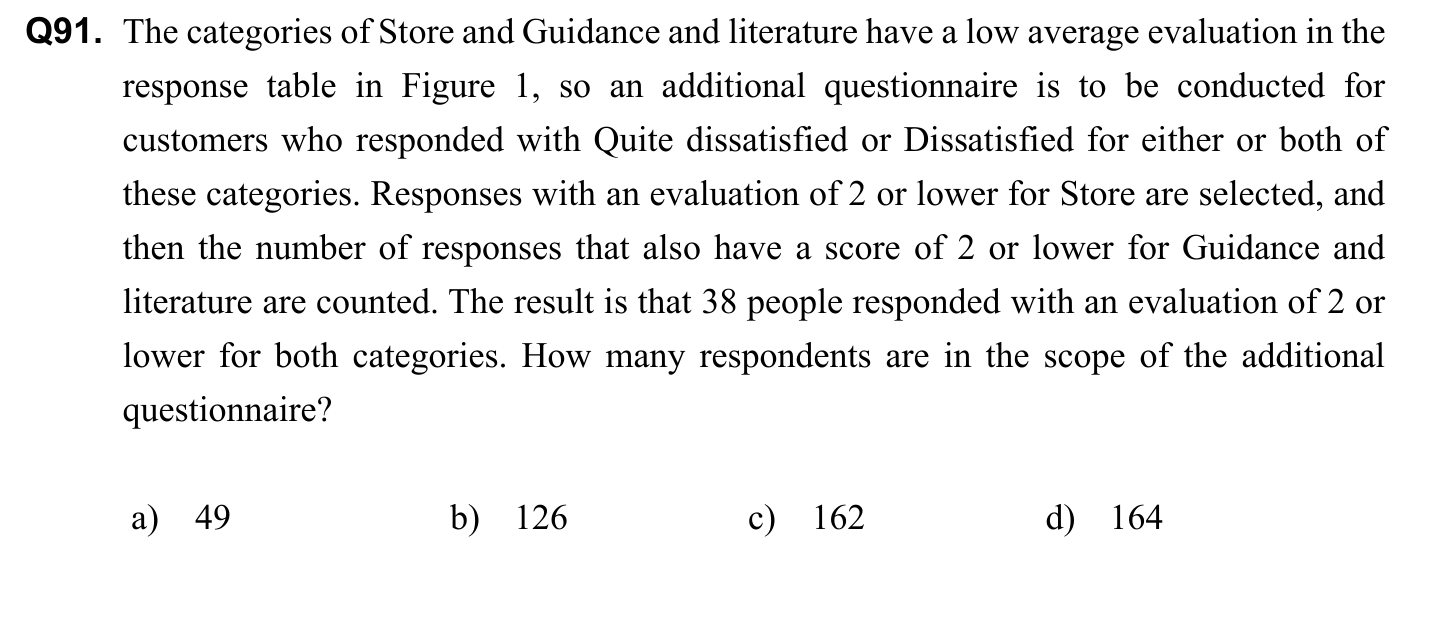 Q91. The categories of Store and Guidance and literature have a low average evaluation in the
response table in Figure 1, so an additional questionnaire is to be conducted for
customers who responded with Quite dissatisfied or Dissatisfied for either or both of
these categories. Responses with an evaluation of 2 or lower for Store are selected, and
then the number of responses that also have a score of 2 or lower for Guidance and
literature are counted. The result is that 38 people responded with an evaluation of 2 or
lower for both categories. How many respondents are in the scope of the additional
questionnaire?
a) 49 b) 126 c) 162 d) 164